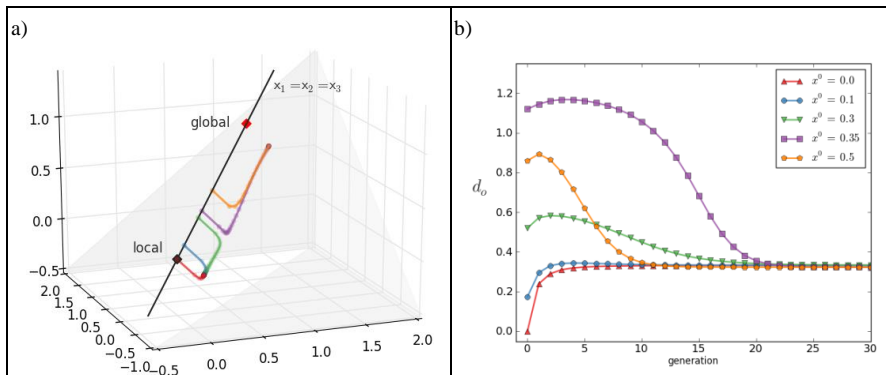 a)
x₁ =x₂ =x₃
global
local
1.0
0.5
0.0
−0.5
2.0
1.5
1.0
0.5
0.0
−0.5
−1.0
−0.5
0.0
0.5
1.0
1.5
2.0
b)
1.2
1.0
0.8
0.6
0.4
0.2
0.0
dₒ
0
5
10
15
20
25
30
generation
x⁰ = 0.0
x⁰ = 0.1
x⁰ = 0.3
x⁰ = 0.35
x⁰ = 0.5